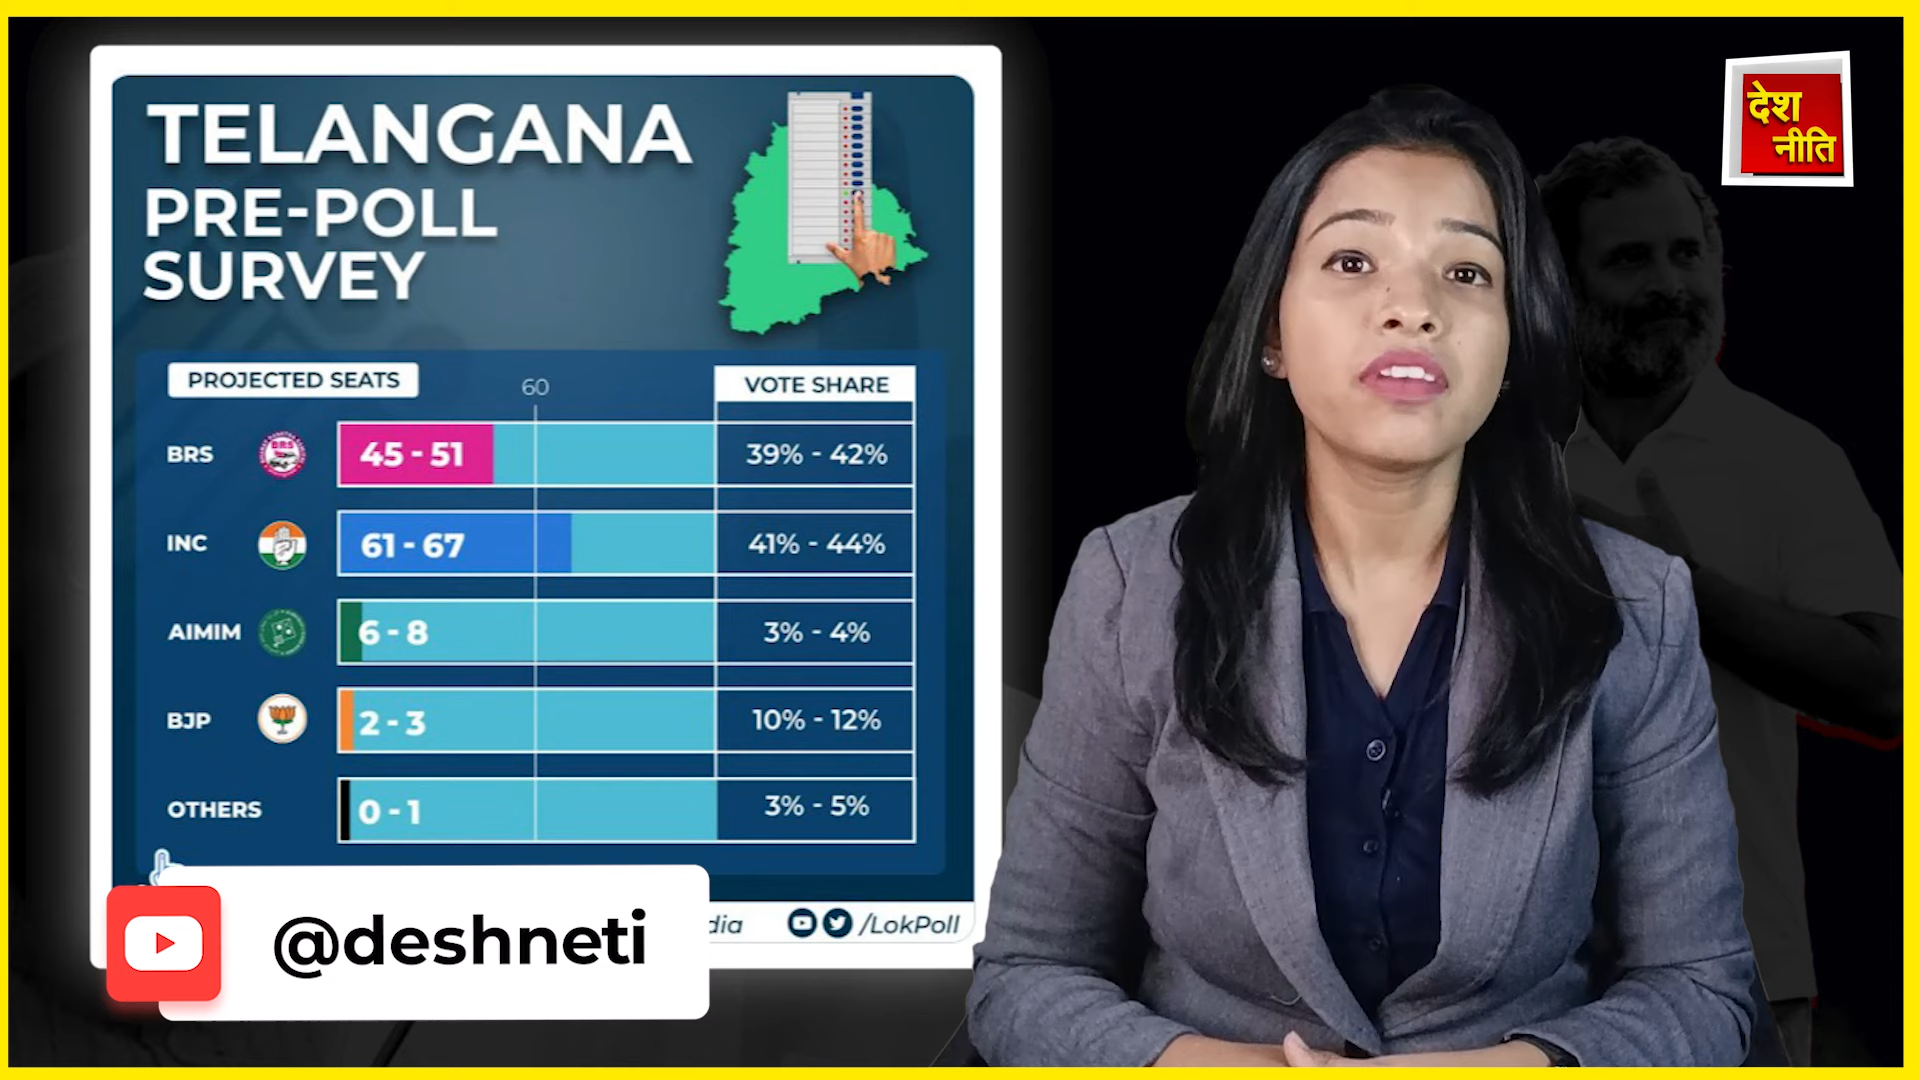 TELANGANA
PRE-POLL
SURVEY
PROJECTED SEATS
60
VOTE SHARE
BRS
BRS
45 - 51
39% - 42%
INC
61 - 67
41% - 44%
AIMIM
6 - 8
3% - 4%
BJP
2 - 3
10% - 12%
OTHERS
0 - 1
3% - 5%
dia
/LokPoll
@deshneti
देश
नीति